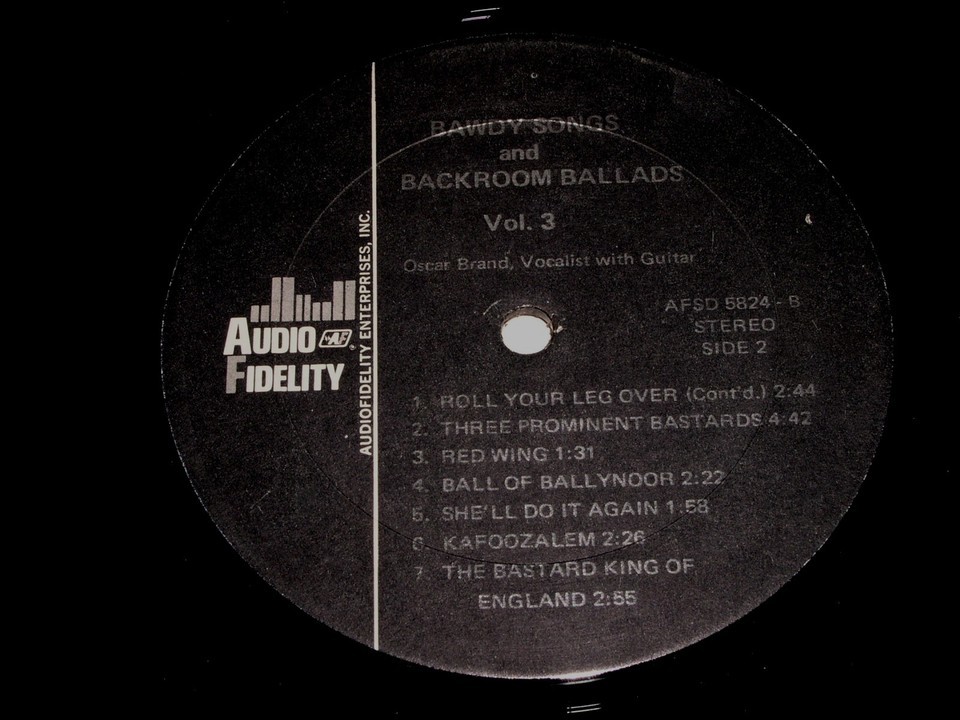 BAWDY SONGS
and
BACKROOM BALLADS
Vol. 3
Oscar Brand, Vocalist with Guitar
AFSD 5824 - B
STEREO
SIDE 2
AUDIO AF
FIDELITY
AUDIOFIDELITY ENTERPRISES, INC.
1. ROLL YOUR LEG OVER (Cont'd.) 2:44
2. THREE PROMINENT BASTARDS 4:42
3. RED WING 1:31
4. BALL OF BALLYNOOR 2:22
5. SHE'LL DO IT AGAIN 1:58
6 KAFOOZALEM 2:26
7 THE BASTARD KING OF
ENGLAND 2:55